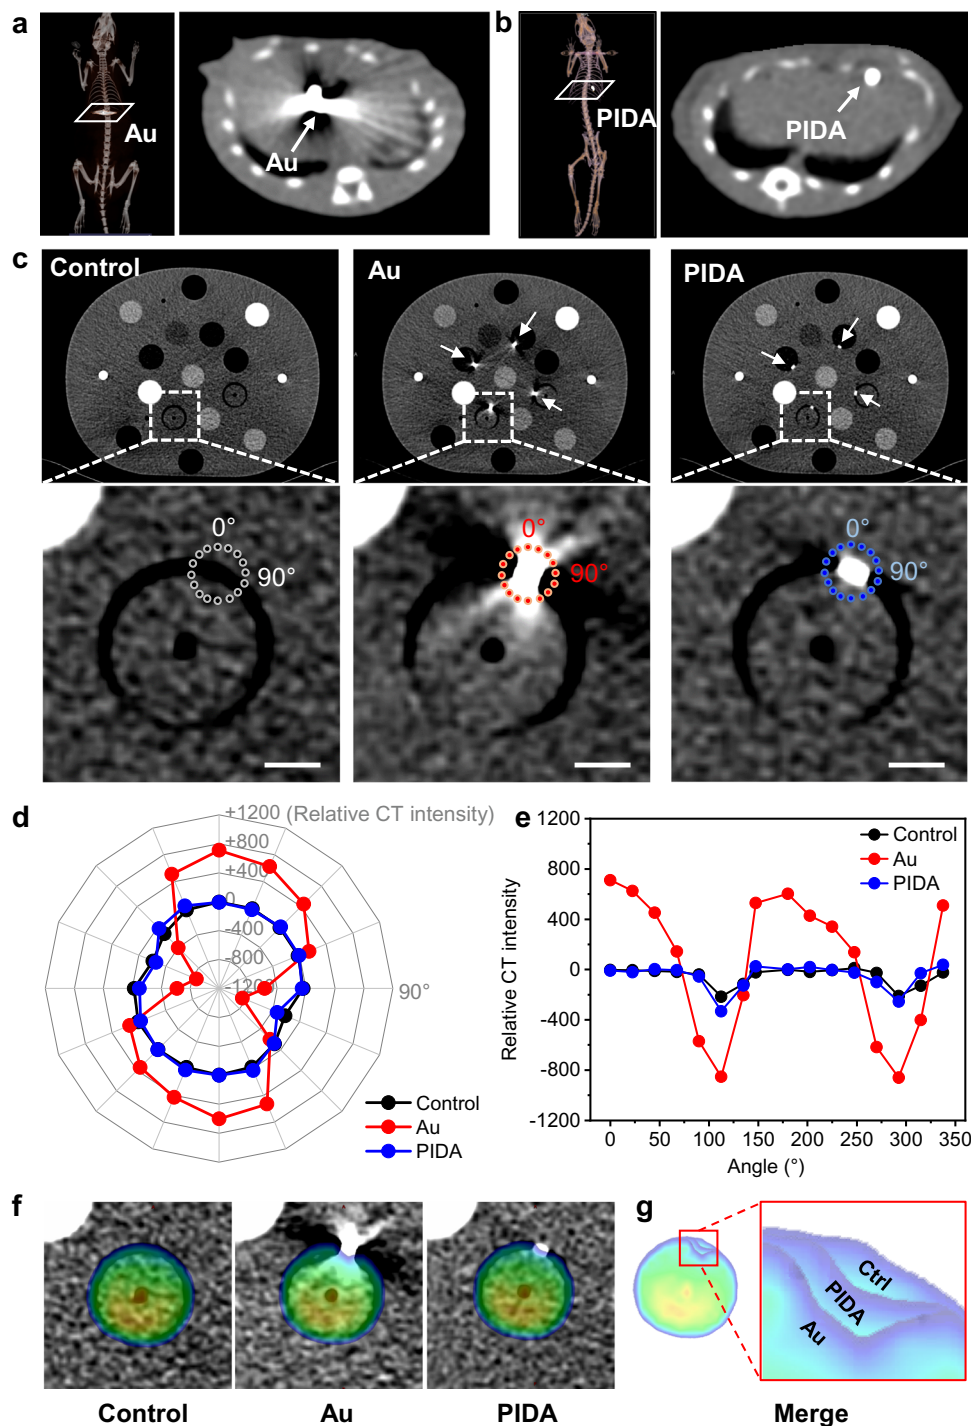 a
Au
Au
b
PIDA
PIDA
c
Control
Au
PIDA
0°
90°
0°
90°
0°
90°
d
+1200 (Relative CT intensity)
+800
+400
0
-400
-800
-1200
90°
Control
Au
PIDA
e
1200
800
400
0
-400
-800
-1200
Relative CT intensity
0 50 100 150 200 250 300 350
Angle (°)
Control
Au
PIDA
f
Control
Au
PIDA
g
Ctrl
PIDA
Au
Merge